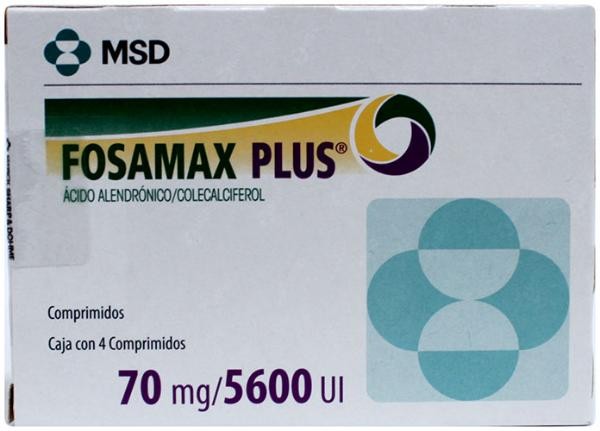 MSD
FOSAMAX PLUS®
ÁCIDO ALENDRÓNICO/COLECALCIFEROL
Comprimidos
Caja con 4 Comprimidos
70 mg/5600 UI